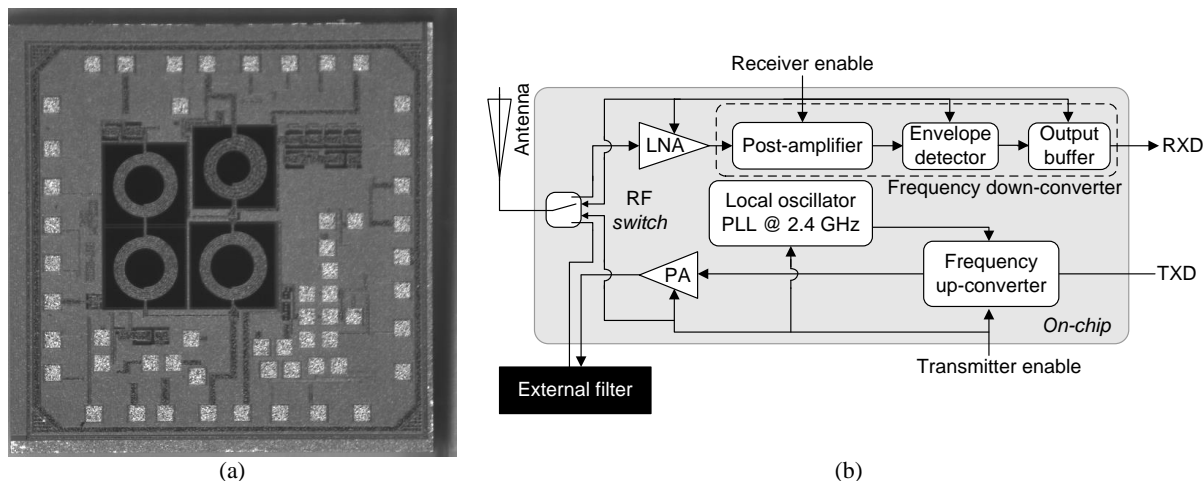 Receiver enable
Antenna
LNA
Post-amplifier
Envelope
detector
Output
buffer
RXD
Frequency down-converter
RF
switch
Local oscillator
PLL @ 2.4 GHz
PA
Frequency
up-converter
TXD
On-chip
Transmitter enable
External filter
(a)
(b)